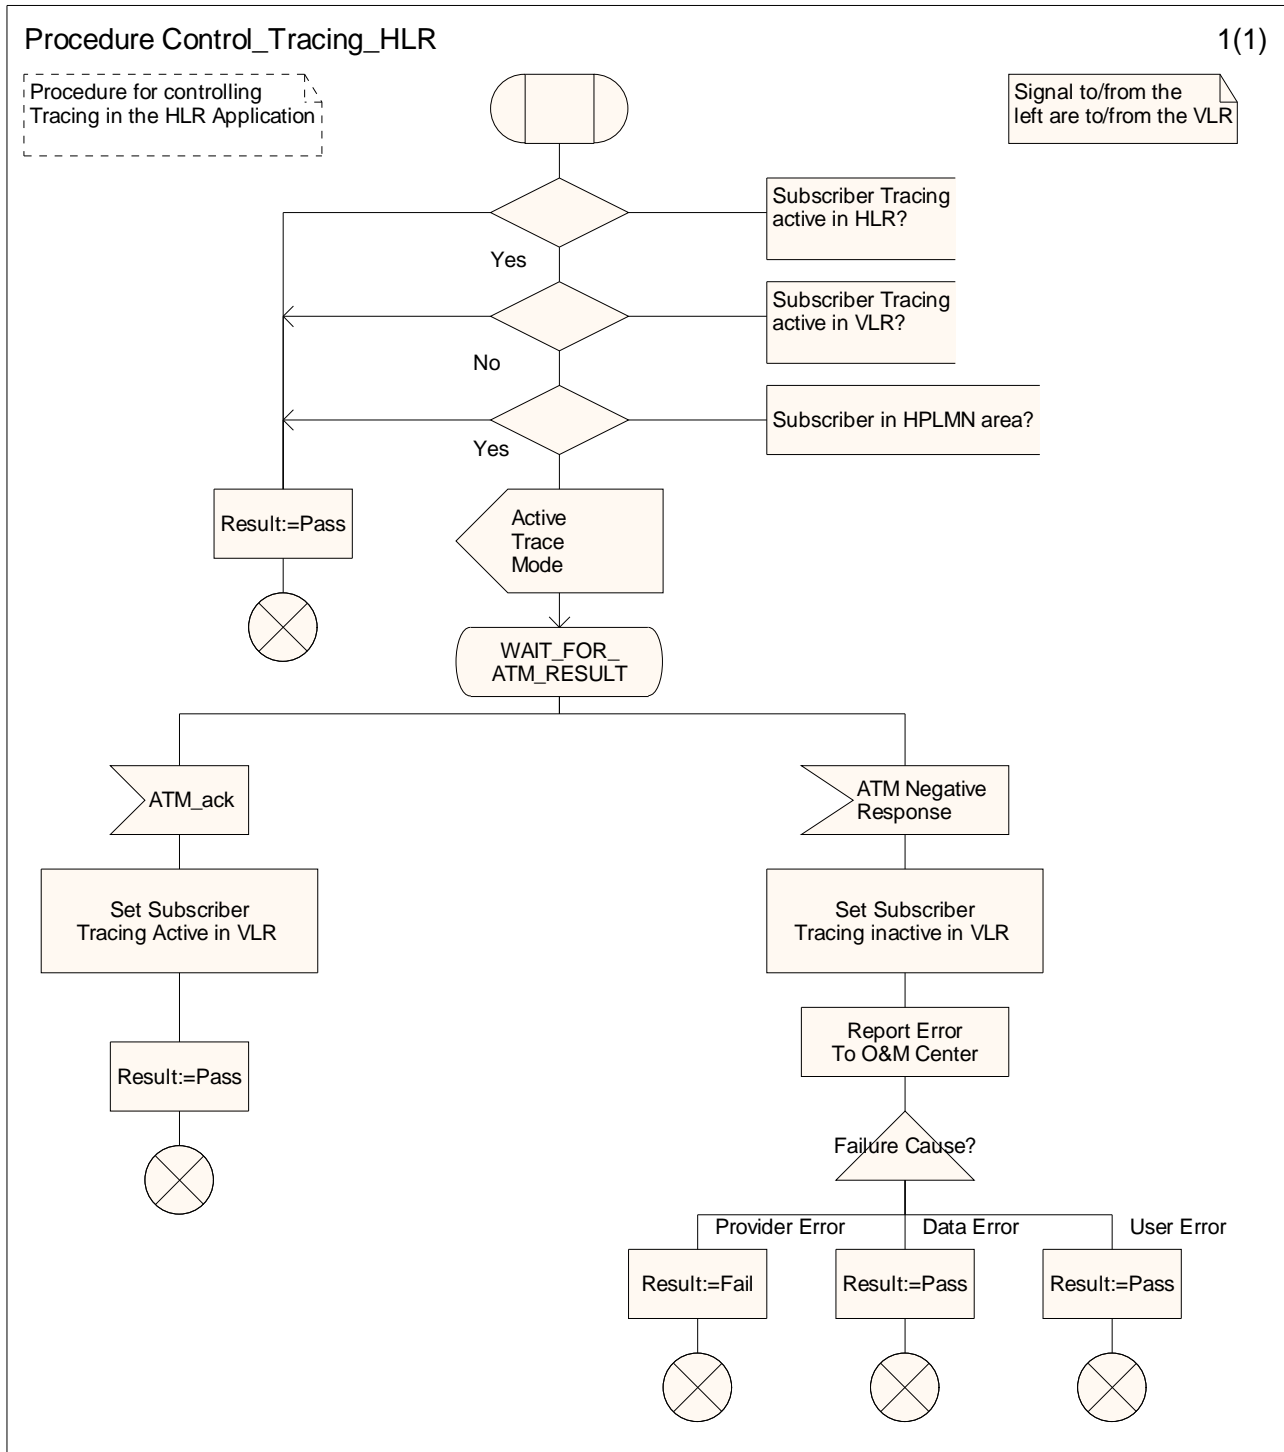 Procedure Control_Tracing_HLR
1(1)
Procedure for controlling
Tracing in the HLR Application
Signal to/from the
left are to/from the VLR
Subscriber Tracing
active in HLR?
Yes
Subscriber Tracing
active in VLR?
No
Subscriber in HPLMN area?
Yes
Result:=Pass
Active
Trace
Mode
WAIT_FOR_
ATM_RESULT
ATM_ack
ATM Negative
Response
Set Subscriber
Tracing Active in VLR
Set Subscriber
Tracing inactive in VLR
Report Error
To O&M Center
Result:=Pass
Failure Cause?
Provider Error
Data Error
User Error
Result:=Fail
Result:=Pass
Result:=Pass